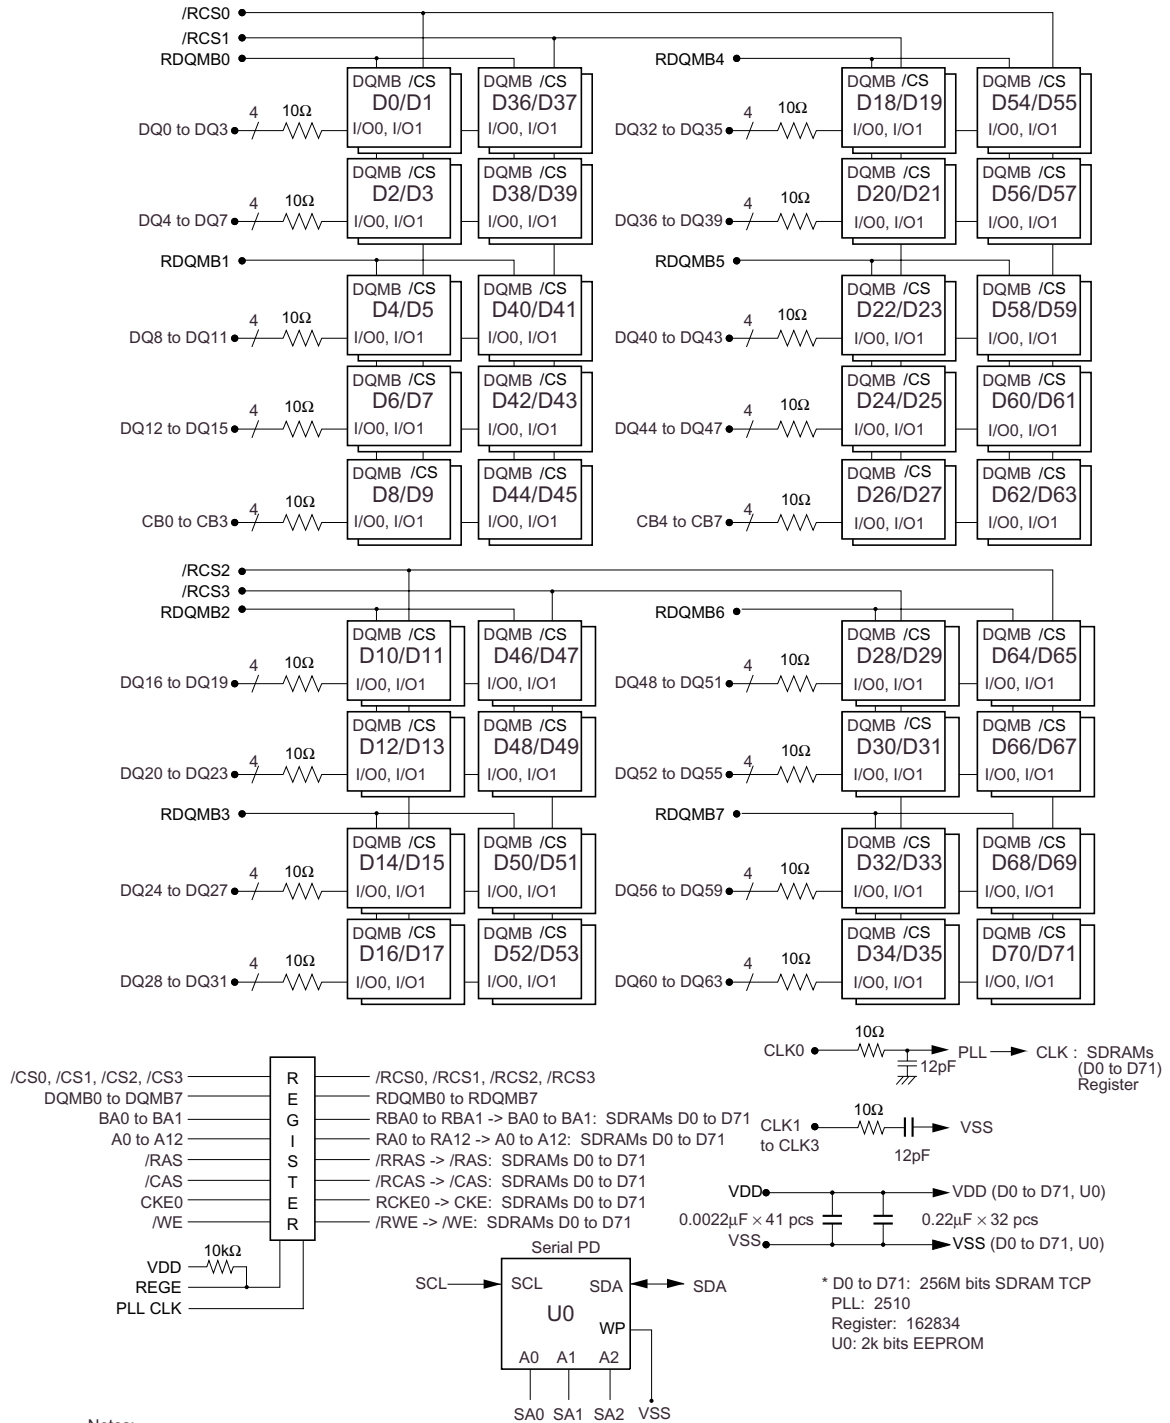 /RCS0
/RCS1
RDQMB0
RDQMB4
DQMB /CS
D0/D1
I/O0, I/O1
DQMB /CS
D36/D37
I/O0, I/O1
DQMB /CS
D18/D19
I/O0, I/O1
DQMB /CS
D54/D55
I/O0, I/O1
DQ0 to DQ3
4
10Ω
DQ32 to DQ35
4
10Ω
DQMB /CS
D2/D3
I/O0, I/O1
DQMB /CS
D38/D39
I/O0, I/O1
DQMB /CS
D20/D21
I/O0, I/O1
DQMB /CS
D56/D57
I/O0, I/O1
DQ4 to DQ7
4
10Ω
DQ36 to DQ39
4
10Ω
RDQMB1
RDQMB5
DQMB /CS
D4/D5
I/O0, I/O1
DQMB /CS
D40/D41
I/O0, I/O1
DQMB /CS
D22/D23
I/O0, I/O1
DQMB /CS
D58/D59
I/O0, I/O1
DQ8 to DQ11
4
10Ω
DQ40 to DQ43
4
10Ω
DQMB /CS
D6/D7
I/O0, I/O1
DQMB /CS
D42/D43
I/O0, I/O1
DQMB /CS
D24/D25
I/O0, I/O1
DQMB /CS
D60/D61
I/O0, I/O1
DQ12 to DQ15
4
10Ω
DQ44 to DQ47
4
10Ω
DQMB /CS
D8/D9
I/O0, I/O1
DQMB /CS
D44/D45
I/O0, I/O1
DQMB /CS
D26/D27
I/O0, I/O1
DQMB /CS
D62/D63
I/O0, I/O1
CB0 to CB3
4
10Ω
CB4 to CB7
4
10Ω
/RCS2
/RCS3
RDQMB2
RDQMB6
DQMB /CS
D10/D11
I/O0, I/O1
DQMB /CS
D46/D47
I/O0, I/O1
DQMB /CS
D28/D29
I/O0, I/O1
DQMB /CS
D64/D65
I/O0, I/O1
DQ16 to DQ19
4
10Ω
DQ48 to DQ51
4
10Ω
DQMB /CS
D12/D13
I/O0, I/O1
DQMB /CS
D48/D49
I/O0, I/O1
DQMB /CS
D30/D31
I/O0, I/O1
DQMB /CS
D66/D67
I/O0, I/O1
DQ20 to DQ23
4
10Ω
DQ52 to DQ55
4
10Ω
RDQMB3
RDQMB7
DQMB /CS
D14/D15
I/O0, I/O1
DQMB /CS
D50/D51
I/O0, I/O1
DQMB /CS
D32/D33
I/O0, I/O1
DQMB /CS
D68/D69
I/O0, I/O1
DQ24 to DQ27
4
10Ω
DQ56 to DQ59
4
10Ω
DQMB /CS
D16/D17
I/O0, I/O1
DQMB /CS
D52/D53
I/O0, I/O1
DQMB /CS
D34/D35
I/O0, I/O1
DQMB /CS
D70/D71
I/O0, I/O1
DQ28 to DQ31
4
10Ω
DQ60 to DQ63
4
10Ω
/CS0, /CS1, /CS2, /CS3
DQMB0 to DQMB7
BA0 to BA1
A0 to A12
/RAS
/CAS
CKE0
/WE
REGISTER
/RCS0, /RCS1, /RCS2, /RCS3
RDQMB0 to RDQMB7
RBA0 to RBA1 -> BA0 to BA1: SDRAMs D0 to D71
RA0 to RA12 -> A0 to A12: SDRAMs D0 to D71
/RRAS -> /RAS: SDRAMs D0 to D71
/RCAS -> /CAS: SDRAMs D0 to D71
RCKE0 -> CKE: SDRAMs D0 to D71
/RWE -> /WE: SDRAMs D0 to D71
VDD
10kΩ
REGE
PLL CLK
CLK0
10Ω
12pF
PLL
CLK : SDRAMs
(D0 to D71)
Register
CLK1
to CLK3
10Ω
12pF
VSS
VDD
VDD (D0 to D71, U0)
0.0022μF × 41 pcs
0.22μF × 32 pcs
VSS
VSS (D0 to D71, U0)
Serial PD
SCL
SCL
SDA
SDA
U0
WP
A0 A1 A2
SA0 SA1 SA2 VSS
* D0 to D71: 256M bits SDRAM TCP
PLL: 2510
Register: 162834
U0: 2k bits EEPROM